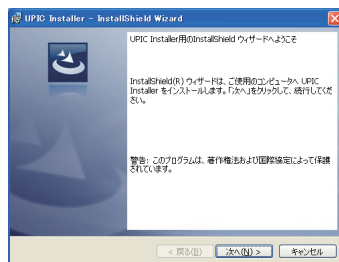 UPIC Installer - InstallShield Wizard
UPIC Installer用のInstallShield ウィザードへようこそ
InstallShield(R) ウィザードは、ご使用のコンピュータへ UPIC
Installer をインストールします。「次へ」をクリックして、続行してくだ
さい。
警告: このプログラムは、著作権法および国際協定によって保護
されています。
< 戻る(B)
次へ(N) >
キャンセル